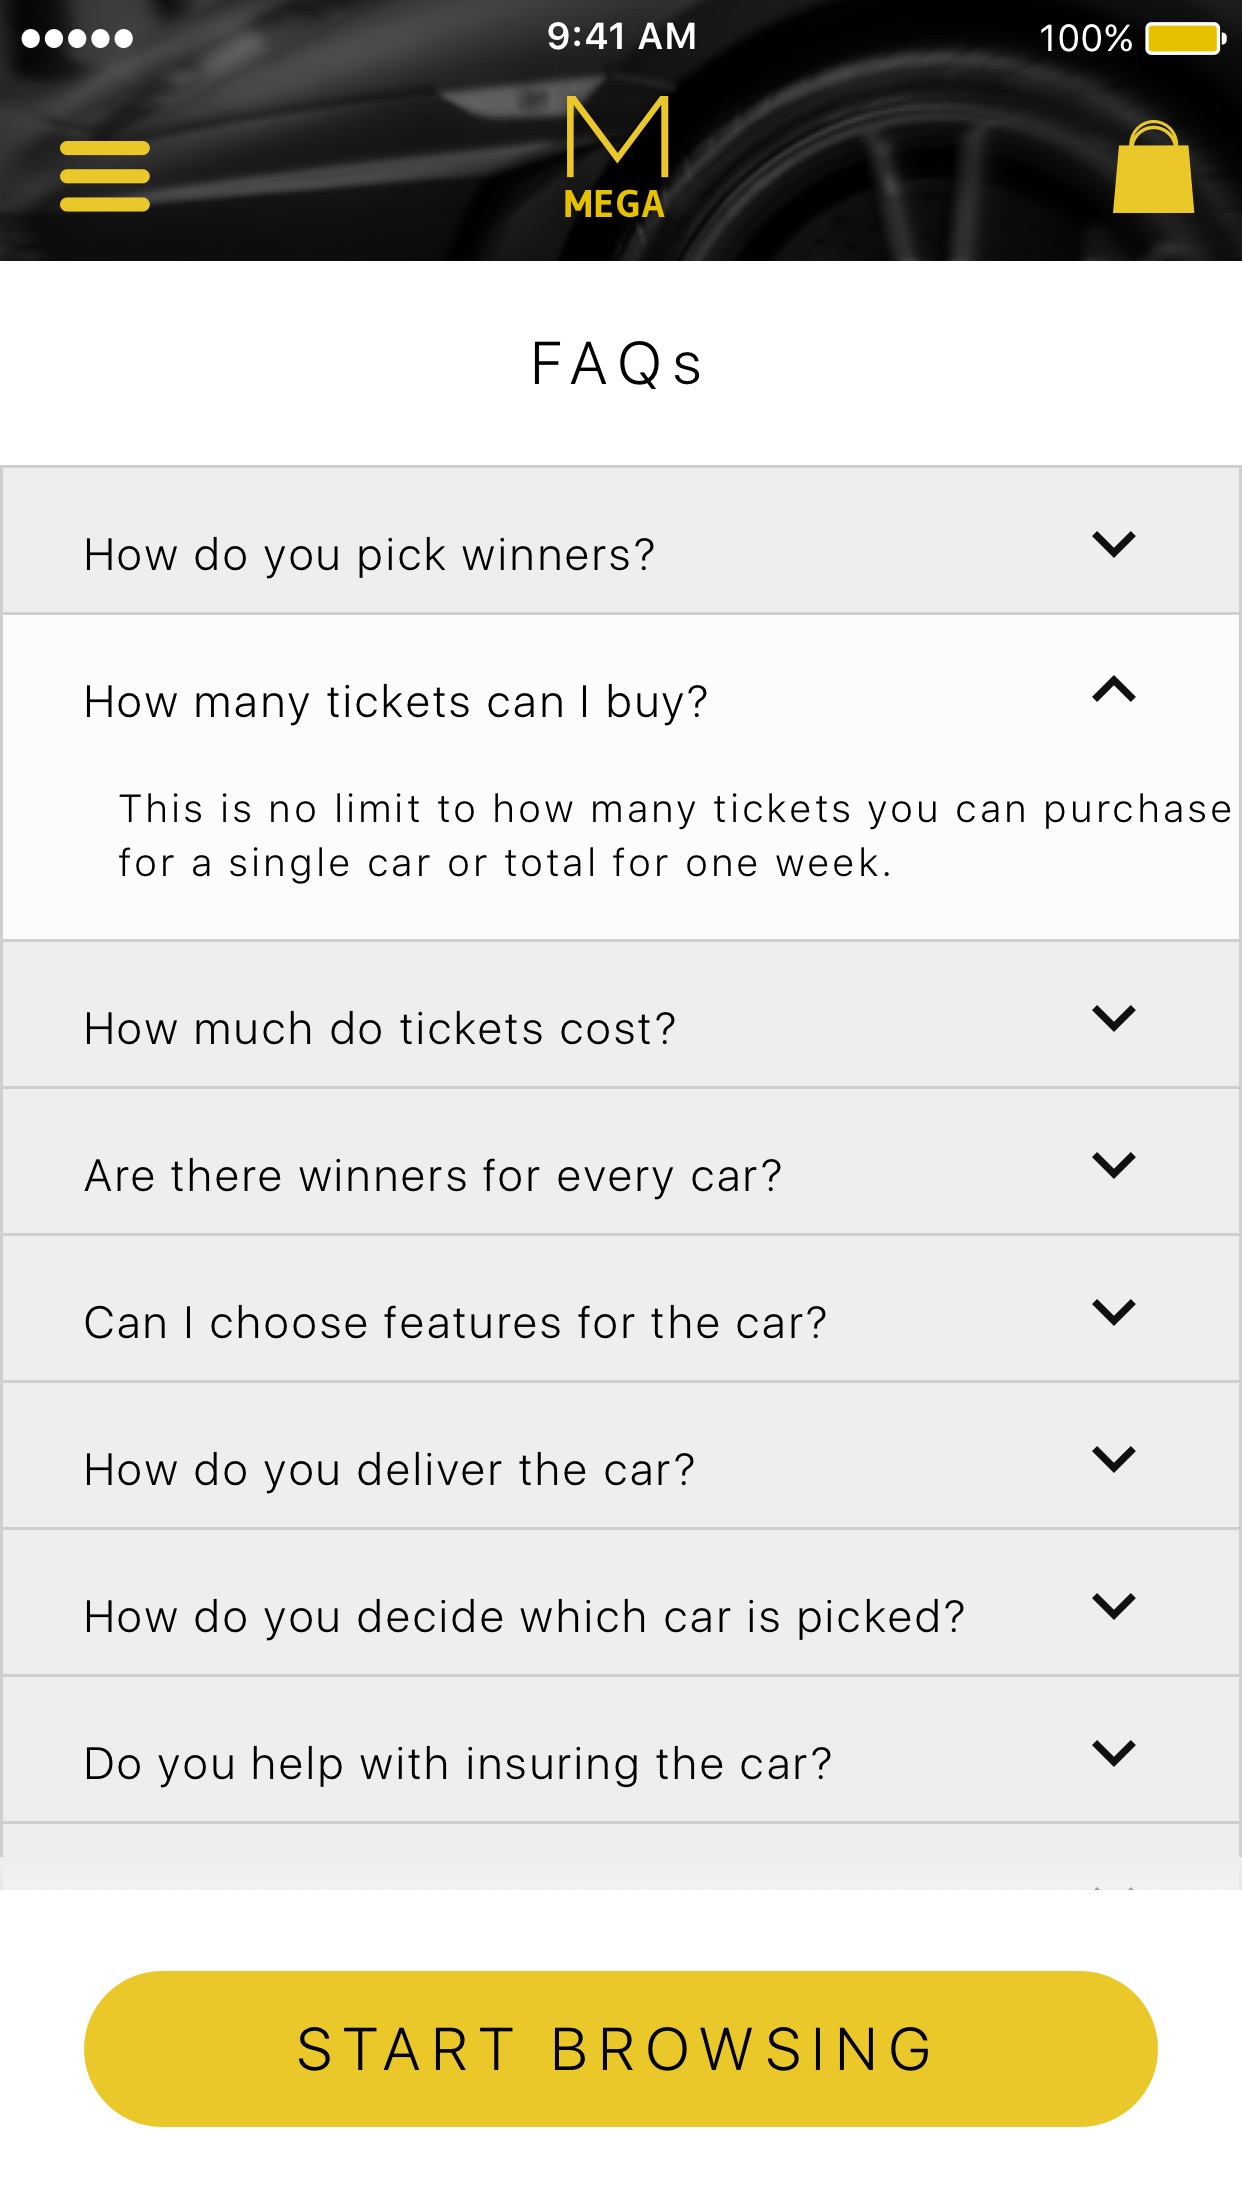 9:41 AM
100%
M
MEGA
FAQs
How do you pick winners?
How many tickets can I buy?
This is no limit to how many tickets you can purchase
for a single car or total for one week.
How much do tickets cost?
Are there winners for every car?
Can I choose features for the car?
How do you deliver the car?
How do you decide which car is picked?
Do you help with insuring the car?
START BROWSING